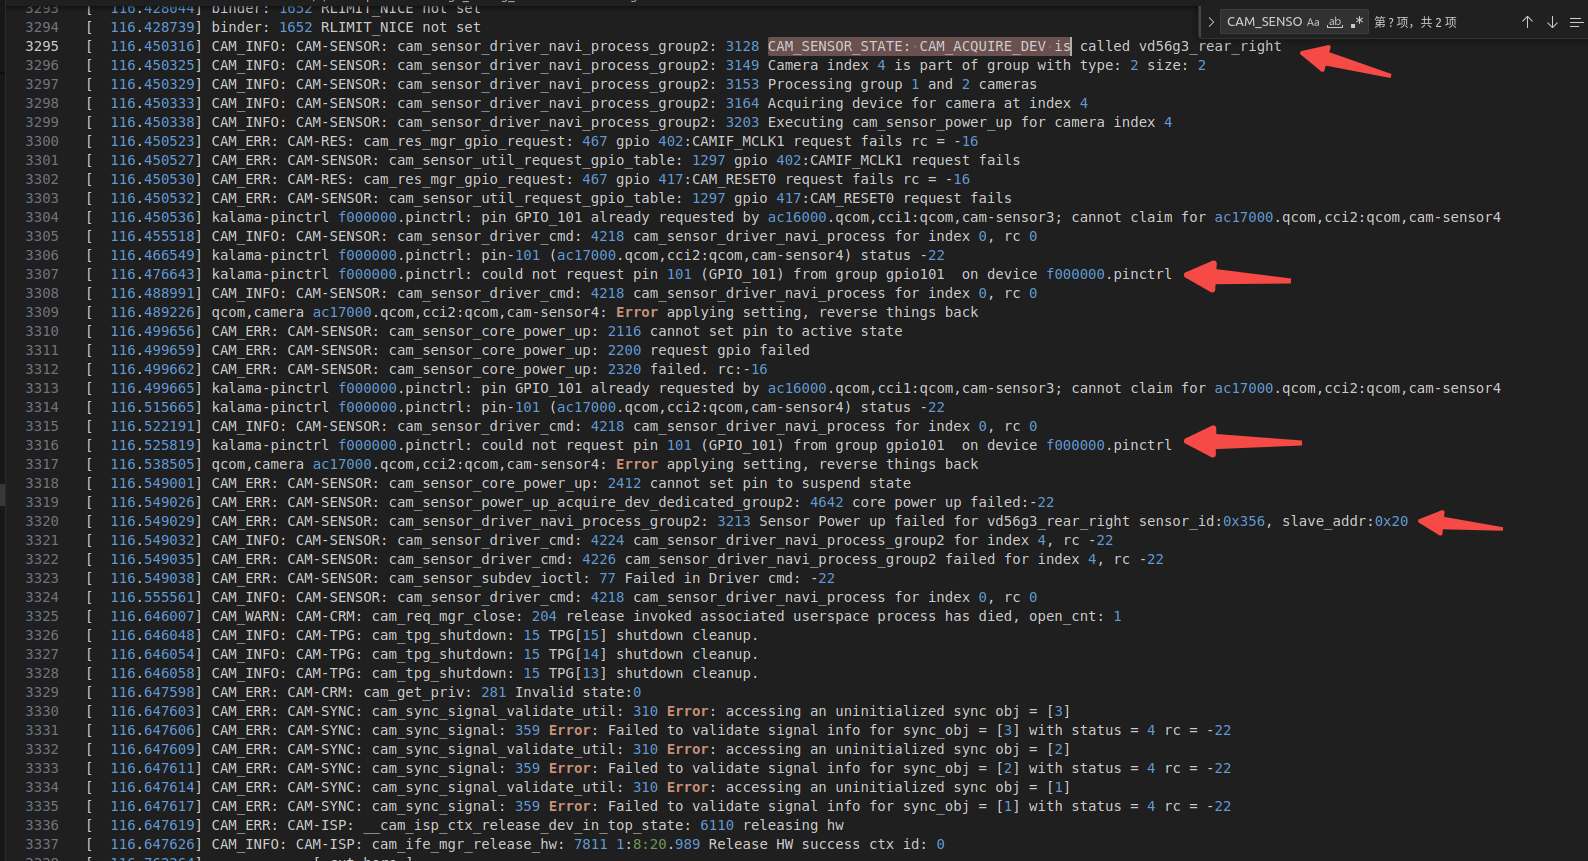 CAM_SENSO Aa ab .* 第?项，共2项
3293 [ 116.428044] binder: 1652 RLIMIT_NICE not set
3294 [ 116.428739] binder: 1652 RLIMIT_NICE not set
3295 [ 116.450316] CAM_INFO: CAM-SENSOR: cam_sensor_driver_navi_process_group2: 3128 CAM_SENSOR_STATE: CAM_ACQUIRE_DEV is called vd56g3_rear_right
3296 [ 116.450325] CAM_INFO: CAM-SENSOR: cam_sensor_driver_navi_process_group2: 3149 Camera index 4 is part of group with type: 2 size: 2
3297 [ 116.450329] CAM_INFO: CAM-SENSOR: cam_sensor_driver_navi_process_group2: 3153 Processing group 1 and 2 cameras
3298 [ 116.450333] CAM_INFO: CAM-SENSOR: cam_sensor_driver_navi_process_group2: 3164 Acquiring device for camera at index 4
3299 [ 116.450338] CAM_INFO: CAM-SENSOR: cam_sensor_driver_navi_process_group2: 3203 Executing cam_sensor_power_up for camera index 4
3300 [ 116.450523] CAM_ERR: CAM-RES: cam_res_mgr_gpio_request: 467 gpio 402:CAMIF_MCLK1 request fails rc = -16
3301 [ 116.450527] CAM_ERR: CAM-SENSOR: cam_sensor_util_request_gpio_table: 1297 gpio 402:CAMIF_MCLK1 request fails
3302 [ 116.450530] CAM_ERR: CAM-RES: cam_res_mgr_gpio_request: 467 gpio 417:CAM_RESET0 request fails rc = -16
3303 [ 116.450532] CAM_ERR: CAM-SENSOR: cam_sensor_util_request_gpio_table: 1297 gpio 417:CAM_RESET0 request fails
3304 [ 116.450536] kalama-pinctrl f000000.pinctrl: pin GPIO_101 already requested by ac16000.qcom,cci1:qcom,cam-sensor3; cannot claim for ac17000.qcom,cci2:qcom,cam-sensor4
3305 [ 116.455518] CAM_INFO: CAM-SENSOR: cam_sensor_driver_cmd: 4218 cam_sensor_driver_navi_process for index 0, rc 0
3306 [ 116.466549] kalama-pinctrl f000000.pinctrl: pin-101 (ac17000.qcom,cci2:qcom,cam-sensor4) status -22
3307 [ 116.476643] kalama-pinctrl f000000.pinctrl: could not request pin 101 (GPIO_101) from group gpio101  on device f000000.pinctrl
3308 [ 116.488991] CAM_INFO: CAM-SENSOR: cam_sensor_driver_cmd: 4218 cam_sensor_driver_navi_process for index 0, rc 0
3309 [ 116.489226] qcom,camera ac17000.qcom,cci2:qcom,cam-sensor4: Error applying setting, reverse things back
3310 [ 116.499656] CAM_ERR: CAM-SENSOR: cam_sensor_core_power_up: 2116 cannot set pin to active state
3311 [ 116.499659] CAM_ERR: CAM-SENSOR: cam_sensor_core_power_up: 2200 request gpio failed
3312 [ 116.499662] CAM_ERR: CAM-SENSOR: cam_sensor_core_power_up: 2320 failed. rc:-16
3313 [ 116.499665] kalama-pinctrl f000000.pinctrl: pin GPIO_101 already requested by ac16000.qcom,cci1:qcom,cam-sensor3; cannot claim for ac17000.qcom,cci2:qcom,cam-sensor4
3314 [ 116.515665] kalama-pinctrl f000000.pinctrl: pin-101 (ac17000.qcom,cci2:qcom,cam-sensor4) status -22
3315 [ 116.522191] CAM_INFO: CAM-SENSOR: cam_sensor_driver_cmd: 4218 cam_sensor_driver_navi_process for index 0, rc 0
3316 [ 116.525819] kalama-pinctrl f000000.pinctrl: could not request pin 101 (GPIO_101) from group gpio101  on device f000000.pinctrl
3317 [ 116.538505] qcom,camera ac17000.qcom,cci2:qcom,cam-sensor4: Error applying setting, reverse things back
3318 [ 116.549001] CAM_ERR: CAM-SENSOR: cam_sensor_core_power_up: 2412 cannot set pin to suspend state
3319 [ 116.549026] CAM_ERR: CAM-SENSOR: cam_sensor_power_up_acquire_dev_dedicated_group2: 4642 core power up failed:-22
3320 [ 116.549029] CAM_ERR: CAM-SENSOR: cam_sensor_driver_navi_process_group2: 3213 Sensor Power up failed for vd56g3_rear_right sensor_id:0x356, slave_addr:0x20
3321 [ 116.549032] CAM_INFO: CAM-SENSOR: cam_sensor_driver_cmd: 4224 cam_sensor_driver_navi_process_group2 for index 4, rc -22
3322 [ 116.549035] CAM_ERR: CAM-SENSOR: cam_sensor_driver_cmd: 4226 cam_sensor_driver_navi_process_group2 failed for index 4, rc -22
3323 [ 116.549038] CAM_ERR: CAM-SENSOR: cam_sensor_subdev_ioctl: 77 Failed in Driver cmd: -22
3324 [ 116.555561] CAM_INFO: CAM-SENSOR: cam_sensor_driver_cmd: 4218 cam_sensor_driver_navi_process for index 0, rc 0
3325 [ 116.646007] CAM_WARN: CAM-CRM: cam_req_mgr_close: 204 release invoked associated userspace process has died, open_cnt: 1
3326 [ 116.646048] CAM_INFO: CAM-TPG: cam_tpg_shutdown: 15 TPG[15] shutdown cleanup.
3327 [ 116.646054] CAM_INFO: CAM-TPG: cam_tpg_shutdown: 15 TPG[14] shutdown cleanup.
3328 [ 116.646058] CAM_INFO: CAM-TPG: cam_tpg_shutdown: 15 TPG[13] shutdown cleanup.
3329 [ 116.647598] CAM_ERR: CAM-CRM: cam_get_priv: 281 Invalid state:0
3330 [ 116.647603] CAM_ERR: CAM-SYNC: cam_sync_signal_validate_util: 310 Error: accessing an uninitialized sync obj = [3]
3331 [ 116.647606] CAM_ERR: CAM-SYNC: cam_sync_signal: 359 Error: Failed to validate signal info for sync_obj = [3] with status = 4 rc = -22
3332 [ 116.647609] CAM_ERR: CAM-SYNC: cam_sync_signal_validate_util: 310 Error: accessing an uninitialized sync obj = [2]
3333 [ 116.647611] CAM_ERR: CAM-SYNC: cam_sync_signal: 359 Error: Failed to validate signal info for sync_obj = [2] with status = 4 rc = -22
3334 [ 116.647614] CAM_ERR: CAM-SYNC: cam_sync_signal_validate_util: 310 Error: accessing an uninitialized sync obj = [1]
3335 [ 116.647617] CAM_ERR: CAM-SYNC: cam_sync_signal: 359 Error: Failed to validate signal info for sync_obj = [1] with status = 4 rc = -22
3336 [ 116.647619] CAM_ERR: CAM-ISP: __cam_isp_ctx_release_dev_in_top_state: 6110 releasing hw
3337 [ 116.647626] CAM_INFO: CAM-ISP: cam_ife_mgr_release_hw: 7811 1:8:20.989 Release HW success ctx id: 0